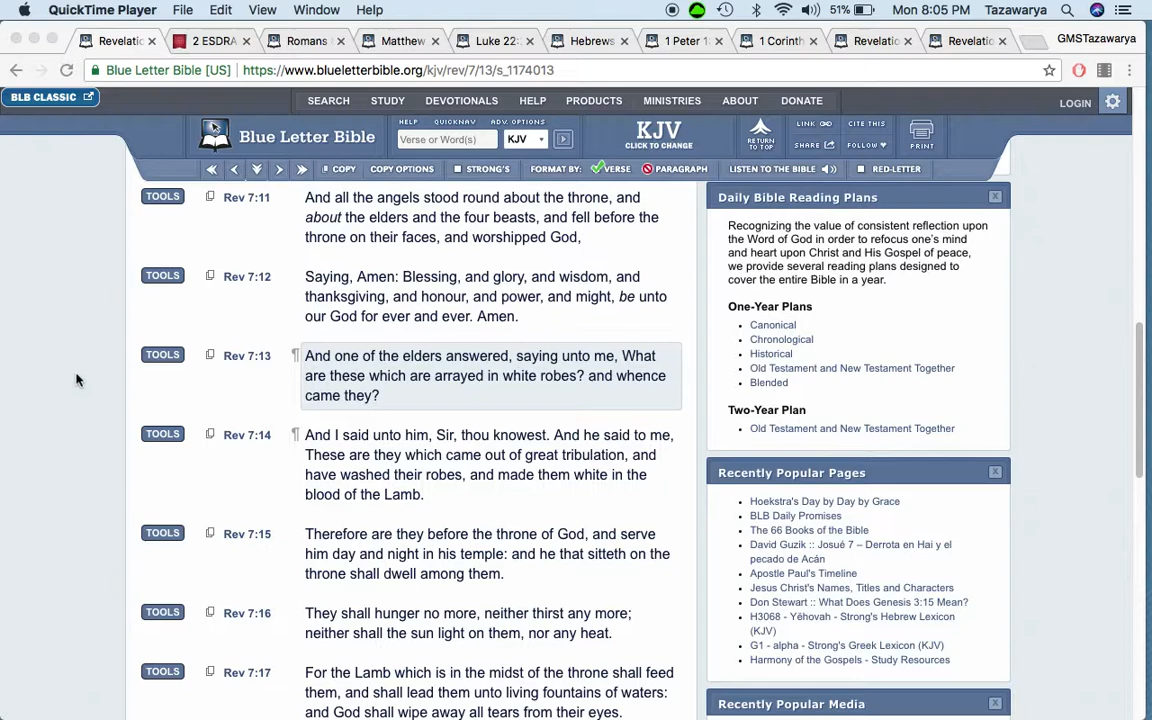 QuickTime Player File Edit View Window Help 51% Mon 8:05 PM Tazawarya
Revelatio 2 ESDRA Romans Matthew Luke 22: Hebrews 1 Peter 1 1 Corinth Revelatio Revelatio GMSTazawarya
Blue Letter Bible [US] https://www.blueletterbible.org/kjv/rev/7/13/s_1174013
BLB CLASSIC SEARCH STUDY DEVOTIONALS HELP PRODUCTS MINISTRIES ABOUT DONATE LOGIN
Blue Letter Bible
HELP QUICKNAV ADV. OPTIONS
Verse or Word(s) KJV
KJV
CLICK TO CHANGE
RETURN
TO TOP
LINK CITE THIS
SHARE FOLLOW
PRINT
COPY COPY OPTIONS STRONG'S FORMAT BY: VERSE PARAGRAPH LISTEN TO THE BIBLE RED-LETTER
TOOLS Rev 7:11 And all the angels stood round about the throne, and
about the elders and the four beasts, and fell before the
throne on their faces, and worshipped God,
TOOLS Rev 7:12 Saying, Amen: Blessing, and glory, and wisdom, and
thanksgiving, and honour, and power, and might, be unto
our God for ever and ever. Amen.
TOOLS Rev 7:13 ¶ And one of the elders answered, saying unto me, What
are these which are arrayed in white robes? and whence
came they?
TOOLS Rev 7:14 ¶ And I said unto him, Sir, thou knowest. And he said to me,
These are they which came out of great tribulation, and
have washed their robes, and made them white in the
blood of the Lamb.
TOOLS Rev 7:15 Therefore are they before the throne of God, and serve
him day and night in his temple: and he that sitteth on the
throne shall dwell among them.
TOOLS Rev 7:16 They shall hunger no more, neither thirst any more;
neither shall the sun light on them, nor any heat.
TOOLS Rev 7:17 For the Lamb which is in the midst of the throne shall feed
them, and shall lead them unto living fountains of waters:
and God shall wipe away all tears from their eyes.
Daily Bible Reading Plans
Recognizing the value of consistent reflection upon
the Word of God in order to refocus one's mind
and heart upon Christ and His Gospel of peace,
we provide several reading plans designed to
cover the entire Bible in a year.
One-Year Plans
Canonical
Chronological
Historical
Old Testament and New Testament Together
Blended
Two-Year Plan
Old Testament and New Testament Together
Recently Popular Pages
Hoekstra's Day by Day by Grace
BLB Daily Promises
The 66 Books of the Bible
David Guzik :: Josué 7 – Derrota en Hai y el
pecado de Acán
Apostle Paul's Timeline
Jesus Christ's Names, Titles and Characters
Don Stewart :: What Does Genesis 3:15 Mean?
H3068 - Yĕhovah - Strong's Hebrew Lexicon
(KJV)
G1 - alpha - Strong's Greek Lexicon (KJV)
Harmony of the Gospels - Study Resources
Recently Popular Media